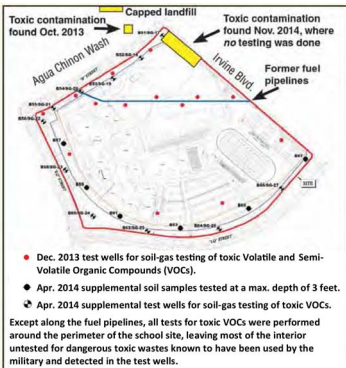 Capped landfill
Toxic contamination
found Oct. 2013
Toxic contamination
found Nov. 2014, where
no testing was done
Agua Chinon Wash
Irvine Blvd.
Former fuel
pipelines
SITE
Dec. 2013 test wells for soil-gas testing of toxic Volatile and Semi-
Volatile Organic Compounds (VOCs).
Apr. 2014 supplemental soil samples tested at a max. depth of 3 feet.
Apr. 2014 supplemental test wells for soil-gas testing of toxic VOCs.
Except along the fuel pipelines, all tests for toxic VOCs were performed
around the perimeter of the school site, leaving most of the interior
untested for dangerous toxic wastes known to have been used by the
military and detected in the test wells.